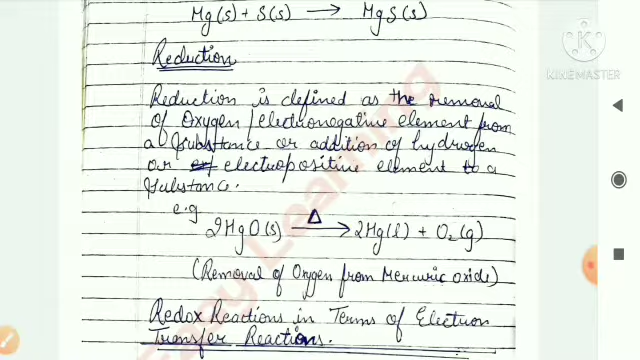 Mg(s) + S(s) → MgS(s)
Reduction
Reduction is defined as the removal
of Oxygen / electronegative element from
a Substance or addition of hydrogen
or electropositive element to a
Substance.
e.g
2HgO(s) —Δ→ 2Hg(l) + O₂(g)
(Removal of Oxygen from Mercuric Oxide)
Redox Reactions in Terms of Electron
Transfer Reactions.
Easy Learning
KINEMASTER